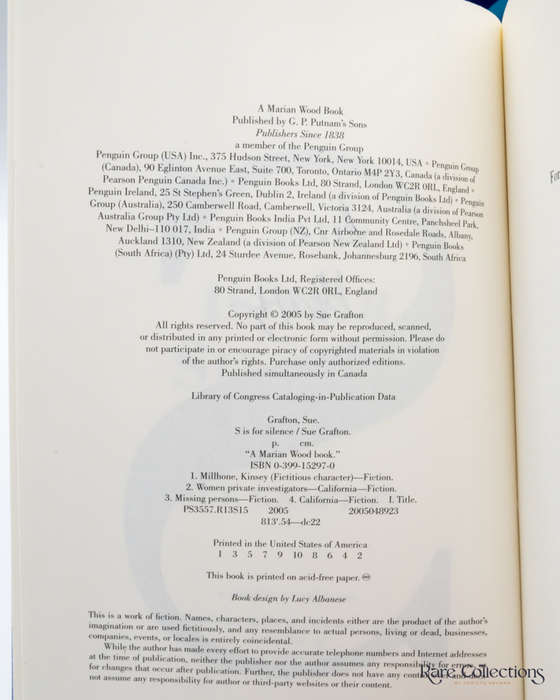 A Marian Wood Book
Published by G. P. Putnam's Sons
Publishers Since 1838
a member of the Penguin Group
Penguin Group (USA) Inc., 375 Hudson Street, New York, New York 10014, USA • Penguin Group
(Canada), 90 Eglinton Avenue East, Suite 700, Toronto, Ontario M4P 2Y3, Canada (a division of
Pearson Penguin Canada Inc.) • Penguin Books Ltd, 80 Strand, London WC2R 0RL, England •
Penguin Ireland, 25 St Stephen's Green, Dublin 2, Ireland (a division of Penguin Books Ltd) • Penguin
Group (Australia), 250 Camberwell Road, Camberwell, Victoria 3124, Australia (a division of Pearson
Australia Group Pty Ltd) • Penguin Books India Pvt Ltd, 11 Community Centre, Panchsheel Park,
New Delhi–110 017, India • Penguin Group (NZ), Cnr Airborne and Rosedale Roads, Albany,
Auckland 1310, New Zealand (a division of Pearson New Zealand Ltd) • Penguin Books
(South Africa) (Pty) Ltd, 24 Sturdee Avenue, Rosebank, Johannesburg 2196, South Africa
Penguin Books Ltd, Registered Offices:
80 Strand, London WC2R 0RL, England
Copyright © 2005 by Sue Grafton
All rights reserved. No part of this book may be reproduced, scanned,
or distributed in any printed or electronic form without permission. Please do
not participate in or encourage piracy of copyrighted materials in violation
of the author's rights. Purchase only authorized editions.
Published simultaneously in Canada
Library of Congress Cataloging-in-Publication Data
Grafton, Sue.
S is for silence / Sue Grafton.
p. cm.
"A Marian Wood book."
ISBN 0-399-15297-0
1. Millhone, Kinsey (Fictitious character)—Fiction.
2. Women private investigators—California—Fiction.
3. Missing persons—Fiction. 4. California—Fiction. I. Title.
PS3557.R13S15 2005 2005048923
813'.54—dc22
Printed in the United States of America
1 3 5 7 9 10 8 6 4 2
This book is printed on acid-free paper. ♾
Book design by Lucy Albanese
This is a work of fiction. Names, characters, places, and incidents either are the product of the author's
imagination or are used fictitiously, and any resemblance to actual persons, living or dead, businesses,
companies, events, or locales is entirely coincidental.
While the author has made every effort to provide accurate telephone numbers and Internet addresses
at the time of publication, neither the publisher nor the author assumes any responsibility for errors, or
for changes that occur after publication. Further, the publisher does not have any control over and does
not assume any responsibility for author or third-party websites or their content.
Rare Collections